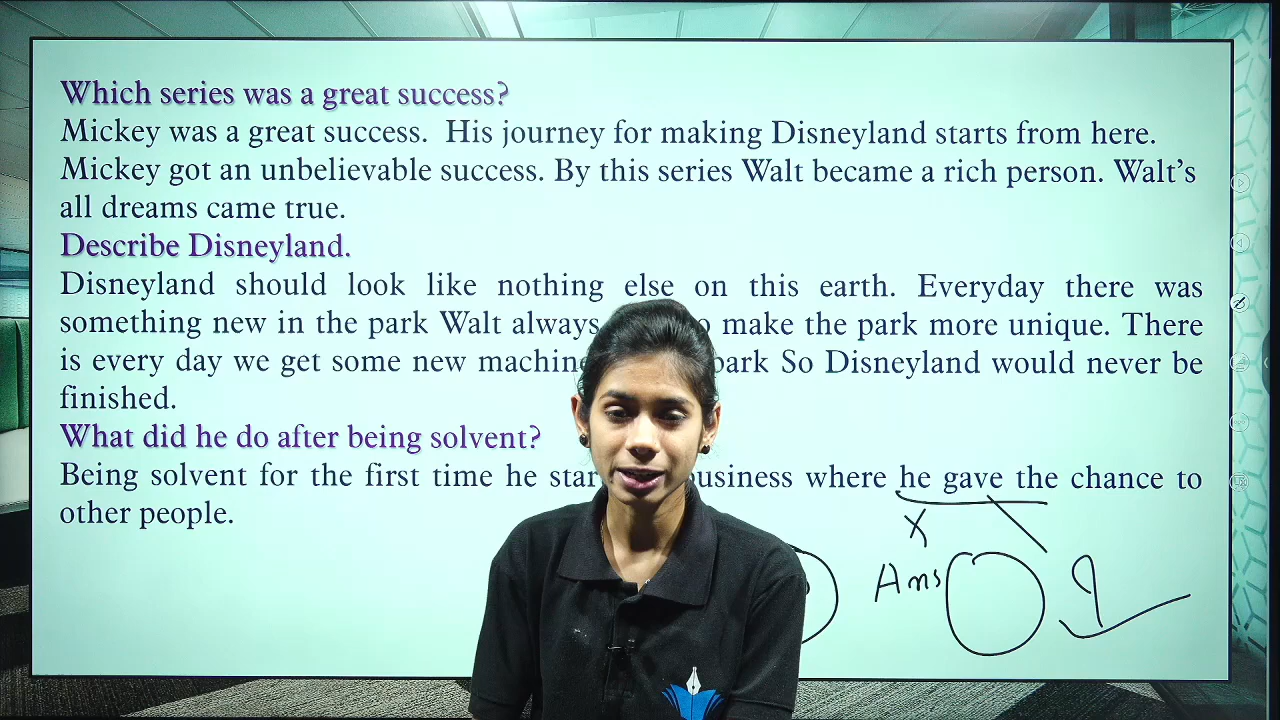 Which series was a great success?
Mickey was a great success. His journey for making Disneyland starts from here.
Mickey got an unbelievable success. By this series Walt became a rich person. Walt’s
all dreams came true.
Describe Disneyland.
Disneyland should look like nothing else on this earth. Everyday there was
something new in the park Walt always make the park more unique. There
is every day we get some new park So Disneyland would never be
finished.
What did he do after being solvent?
Being solvent for the first time he where he gave the chance to
other people.
Ans